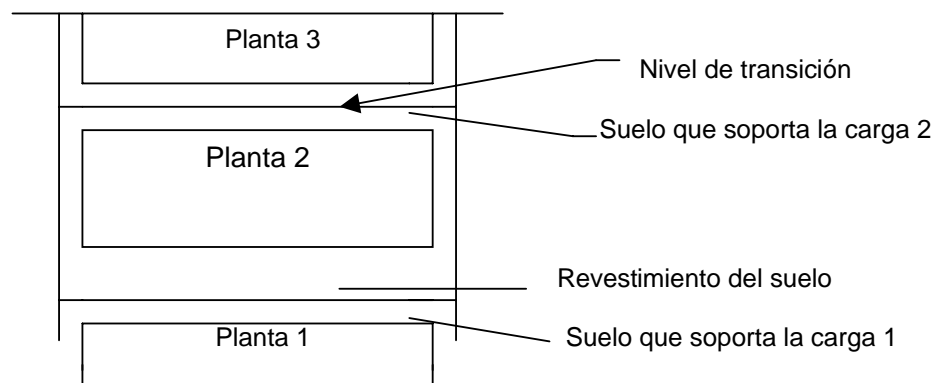 Planta 3
Nivel de transición
Suelo que soporta la carga 2
Planta 2
Revestimiento del suelo
Planta 1
Suelo que soporta la carga 1